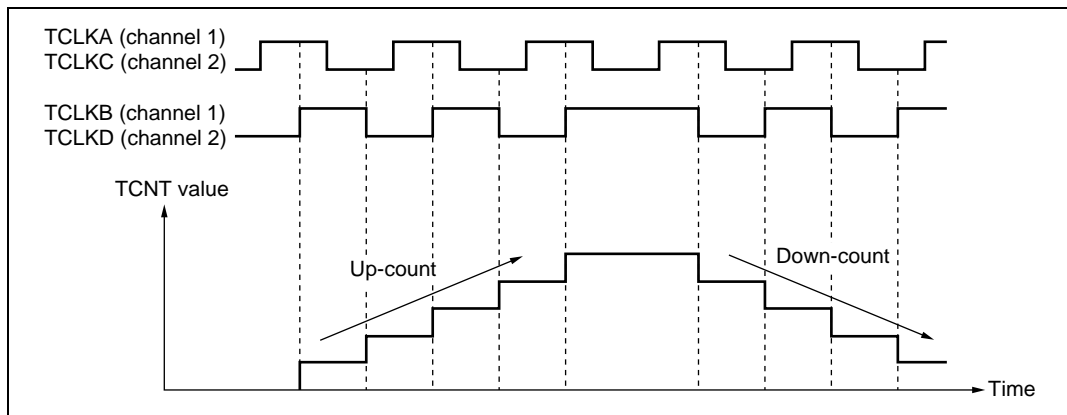 TCLKA (channel 1)
TCLKC (channel 2)
TCLKB (channel 1)
TCLKD (channel 2)
TCNT value
Up-count
Down-count
Time